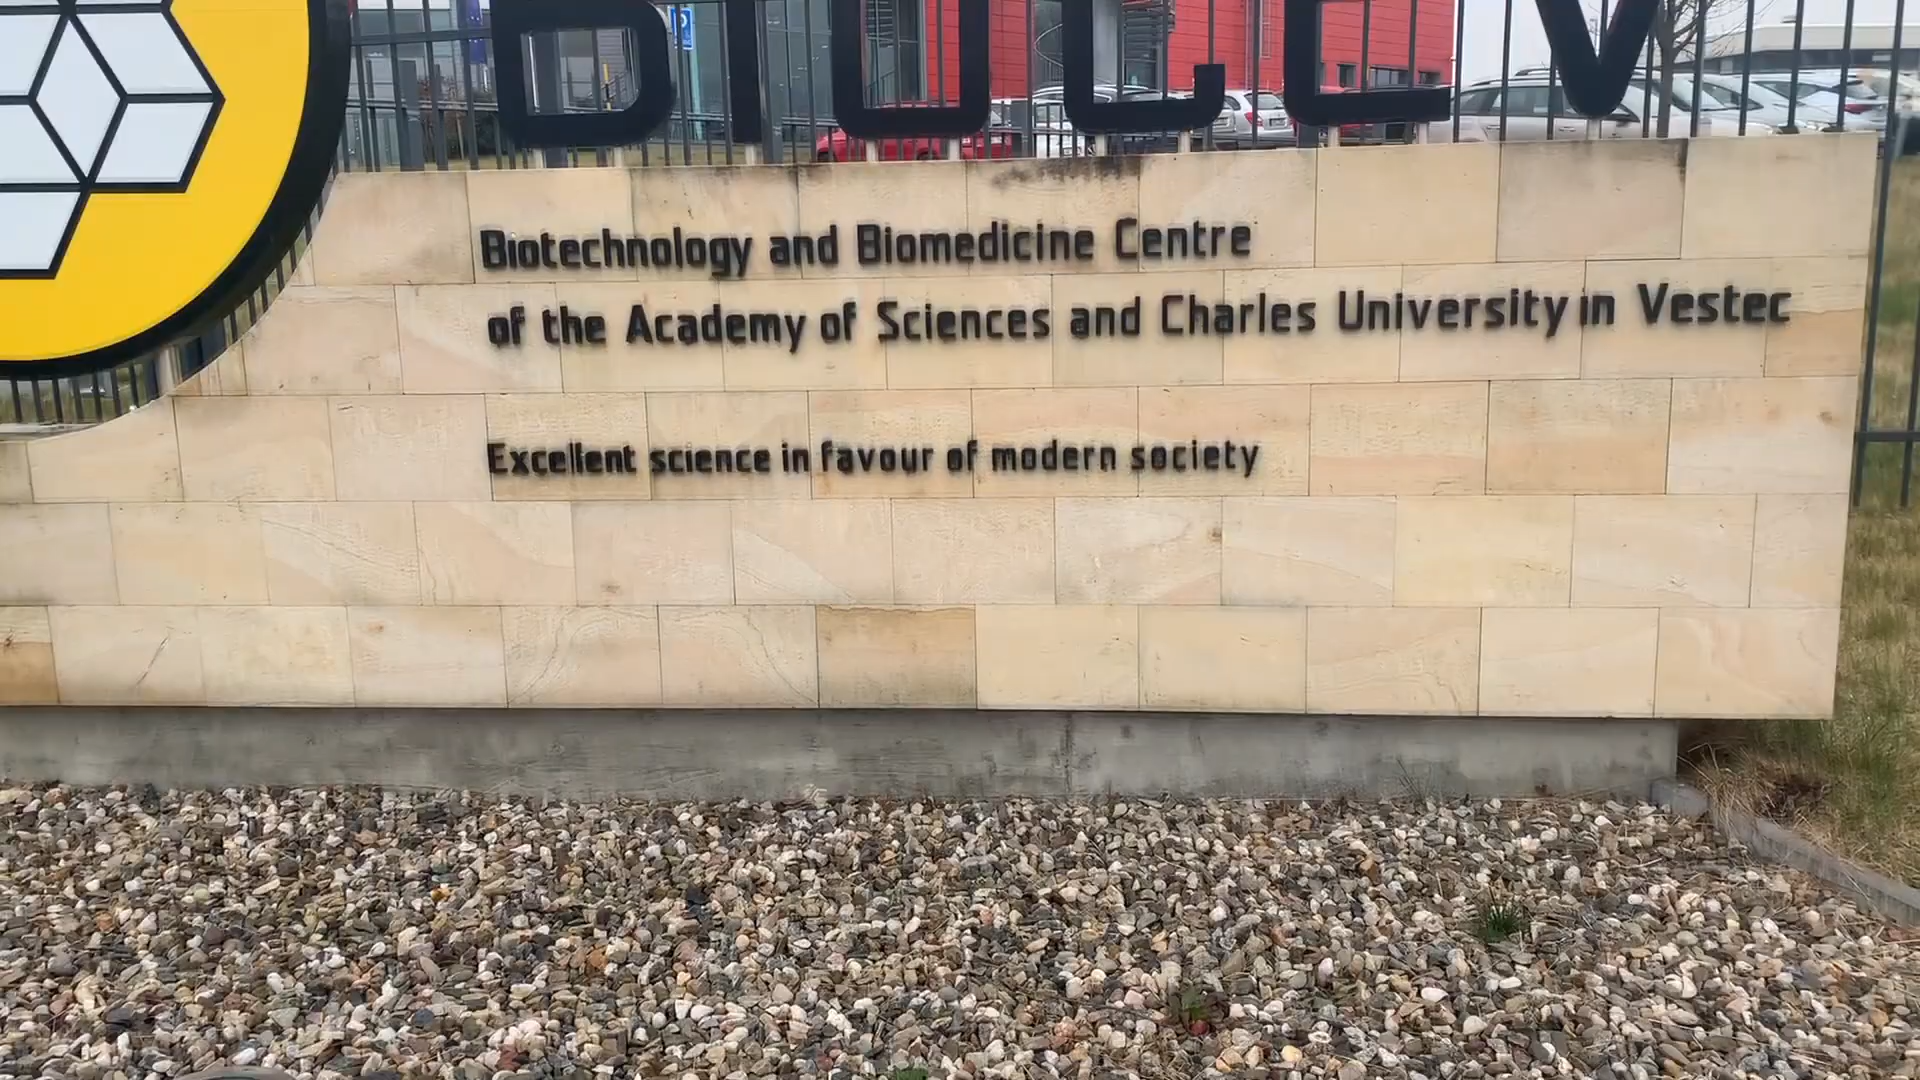 BIOCEV
Biotechnology and Biomedicine Centre
of the Academy of Sciences and Charles University in Vestec
Excellent science in favour of modern society